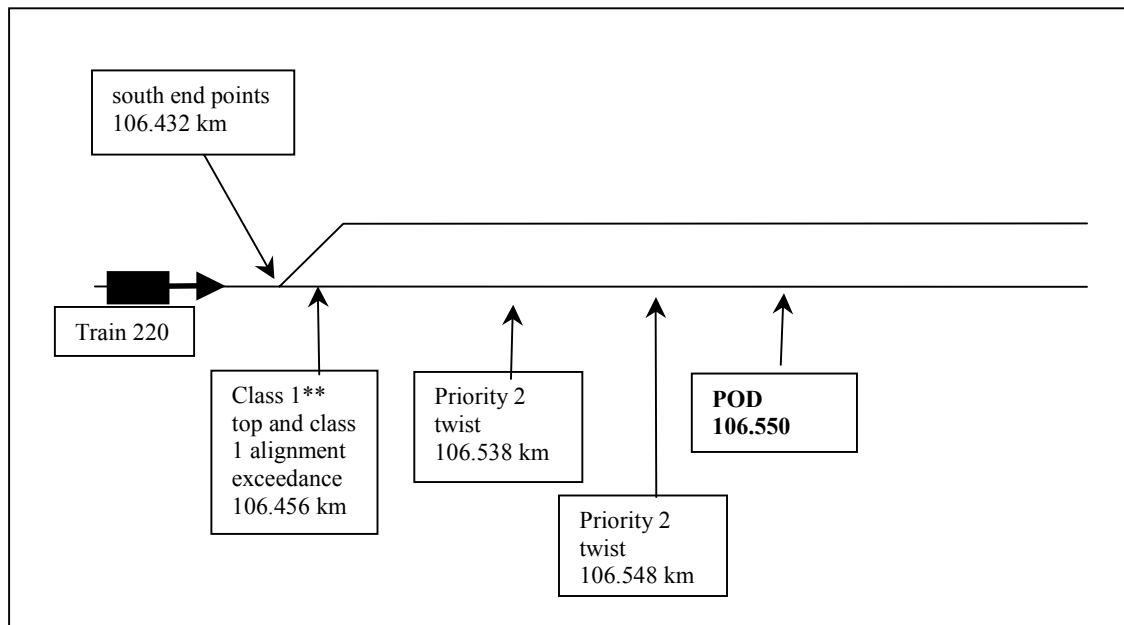 south end points
106.432 km
Train 220
Class 1**
top and class
1 alignment
exceedance
106.456 km
Priority 2
twist
106.538 km
Priority 2
twist
106.548 km
POD
106.550